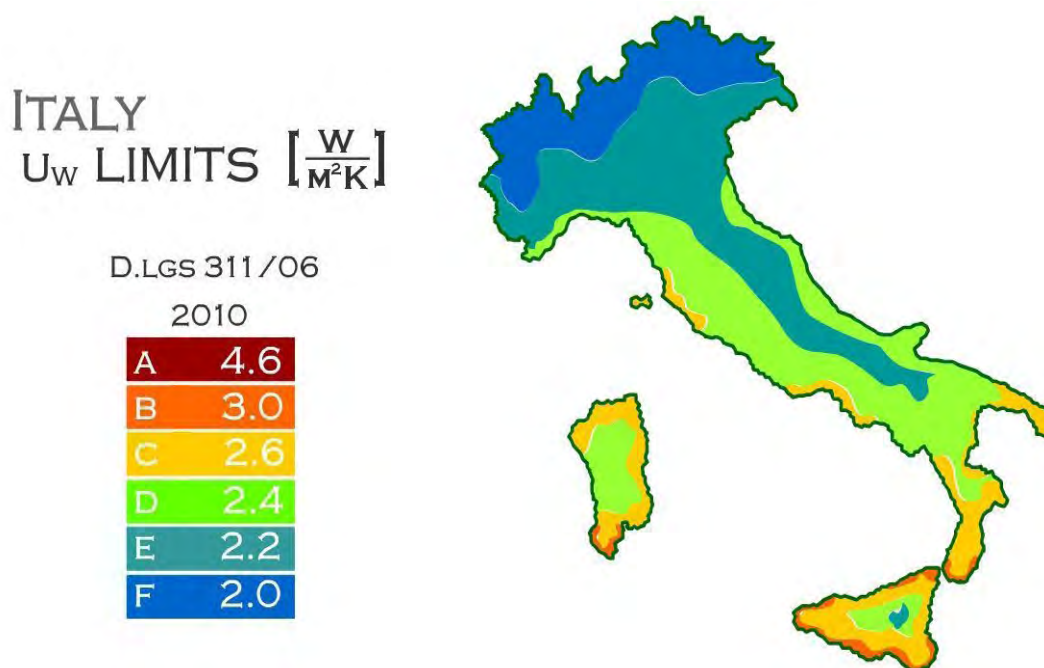 ITALY
UW LIMITS [W/M²K]
D.LGS 311/06
2010
A 4.6
B 3.0
C 2.6
D 2.4
E 2.2
F 2.0